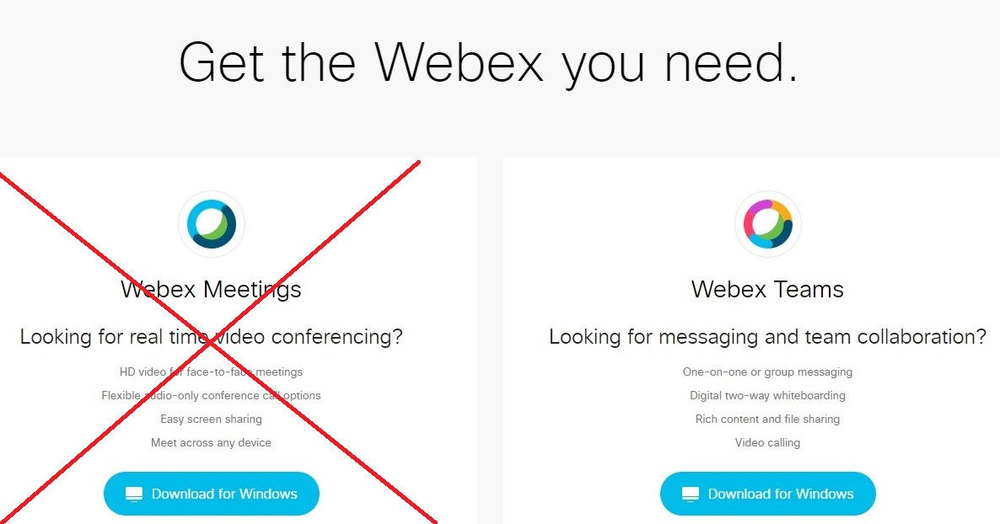 Get the Webex you need.
Webex Meetings
Looking for real time video conferencing?
HD video for face-to-face meetings
Flexible audio-only conference call options
Easy screen sharing
Meet across any device
Download for Windows
Webex Teams
Looking for messaging and team collaboration?
One-on-one or group messaging
Digital two-way whiteboarding
Rich content and file sharing
Video calling
Download for Windows